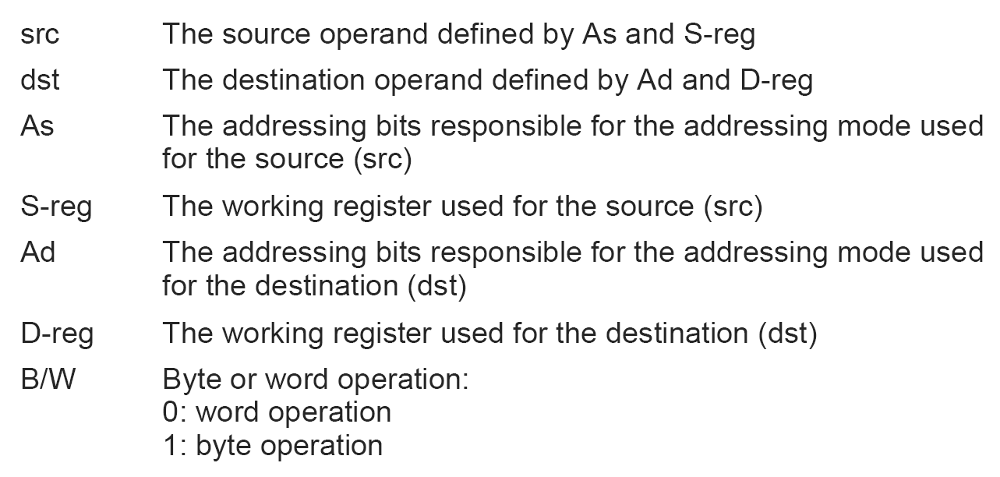 src The source operand defined by As and S-reg
dst The destination operand defined by Ad and D-reg
As The addressing bits responsible for the addressing mode used
for the source (src)
S-reg The working register used for the source (src)
Ad The addressing bits responsible for the addressing mode used
for the destination (dst)
D-reg The working register used for the destination (dst)
B/W Byte or word operation:
0: word operation
1: byte operation